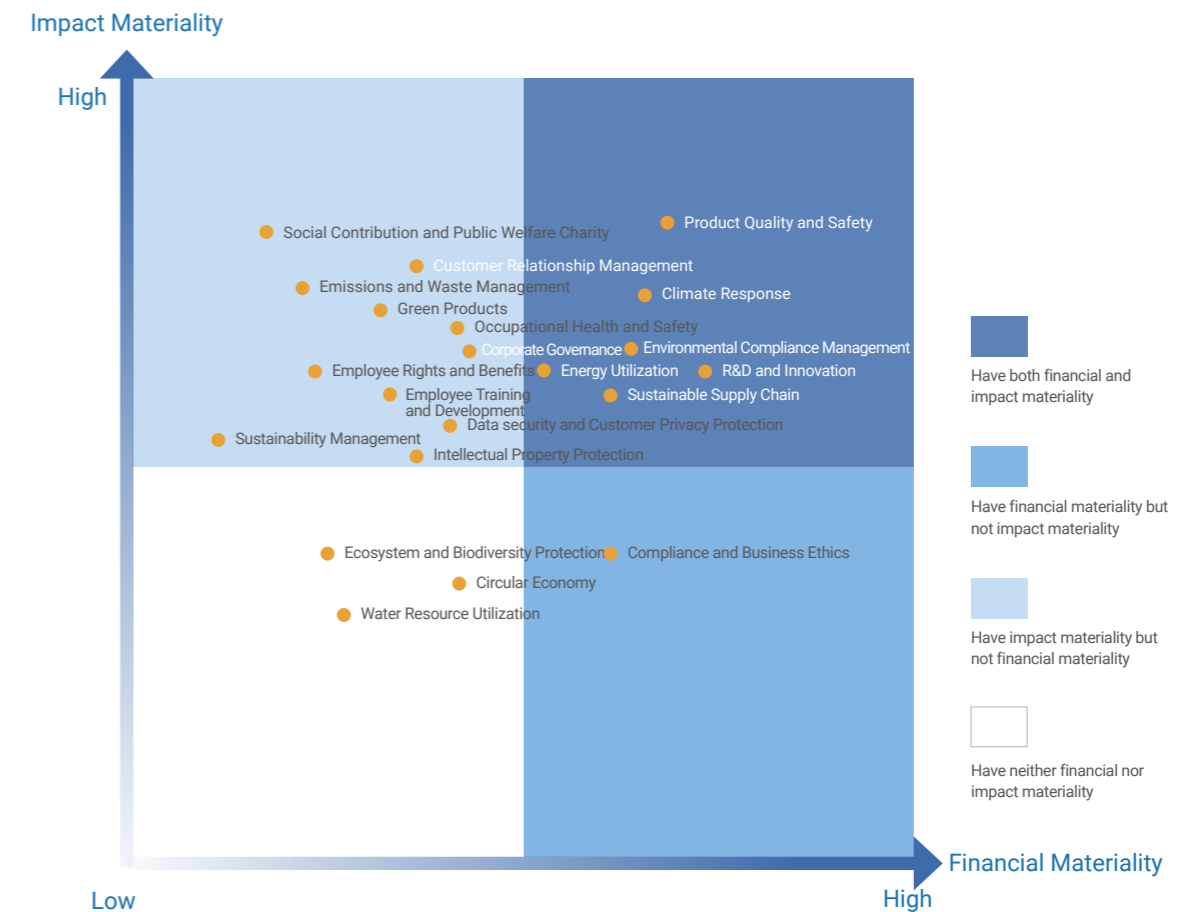 Impact Materiality
High
Product Quality and Safety
Social Contribution and Public Welfare Charity
Customer Relationship Management
Emissions and Waste Management
Climate Response
Green Products
Occupational Health and Safety
Corporate Governance
Environmental Compliance Management
Employee Rights and Benefits
Energy Utilization
R&D and Innovation
Employee Training
and Development
Sustainable Supply Chain
Data security and Customer Privacy Protection
Sustainability Management
Intellectual Property Protection
Ecosystem and Biodiversity Protection
Compliance and Business Ethics
Circular Economy
Water Resource Utilization
Have both financial and
impact materiality
Have financial materiality but
not impact materiality
Have impact materiality but
not financial materiality
Have neither financial nor
impact materiality
Financial Materiality
Low
High